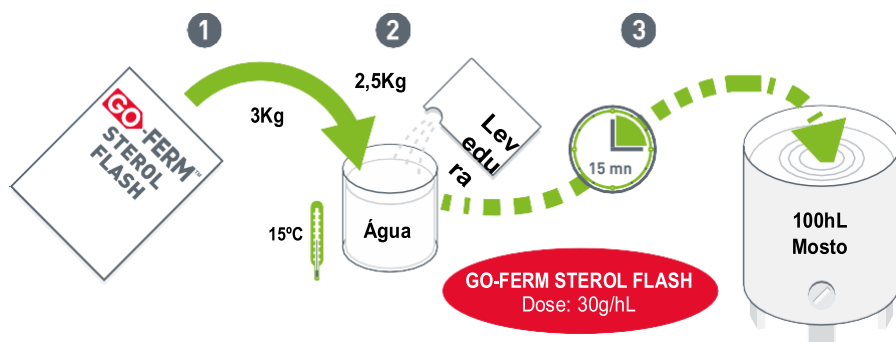 1
2
3
GO-FERM™
STEROL
FLASH
3Kg
2,5Kg
Lev
edu
ra
15ºC
Água
15 mn
100hL
Mosto
GO-FERM STEROL FLASH
Dose: 30g/hL